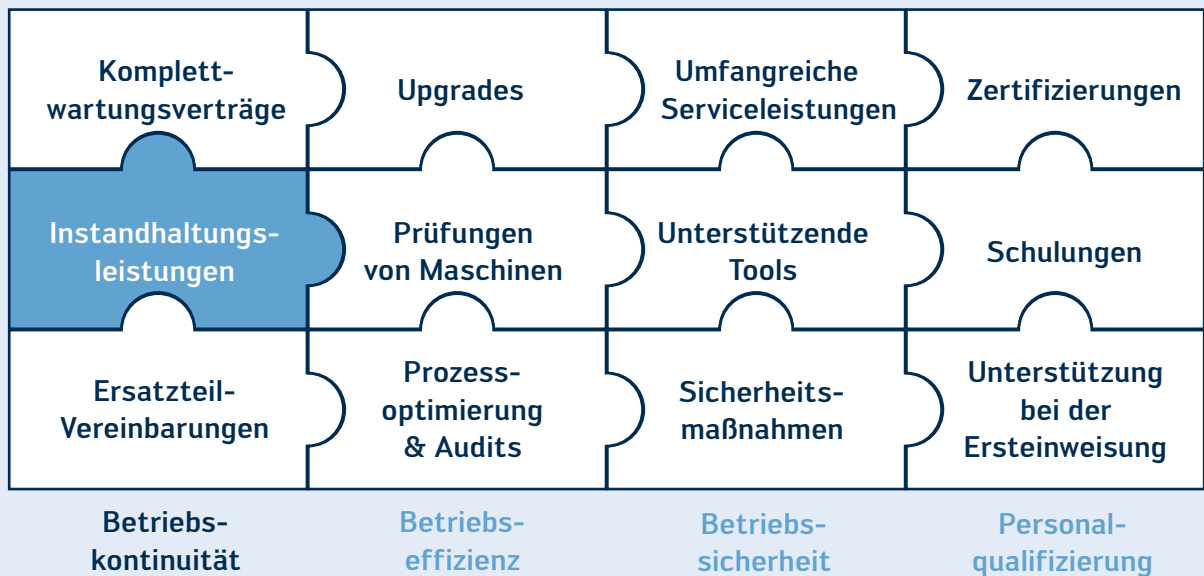 Komplett-
wartungsverträge
Upgrades
Umfangreiche
Serviceleistungen
Zertifizierungen
Instandhaltungs-
leistungen
Prüfungen
von Maschinen
Unterstützende
Tools
Schulungen
Ersatzteil-
Vereinbarungen
Prozess-
optimierung
& Audits
Sicherheits-
maßnahmen
Unterstützung
bei der
Ersteinweisung
Betriebs-
kontinuität
Betriebs-
effizienz
Betriebs-
sicherheit
Personal-
qualifizierung